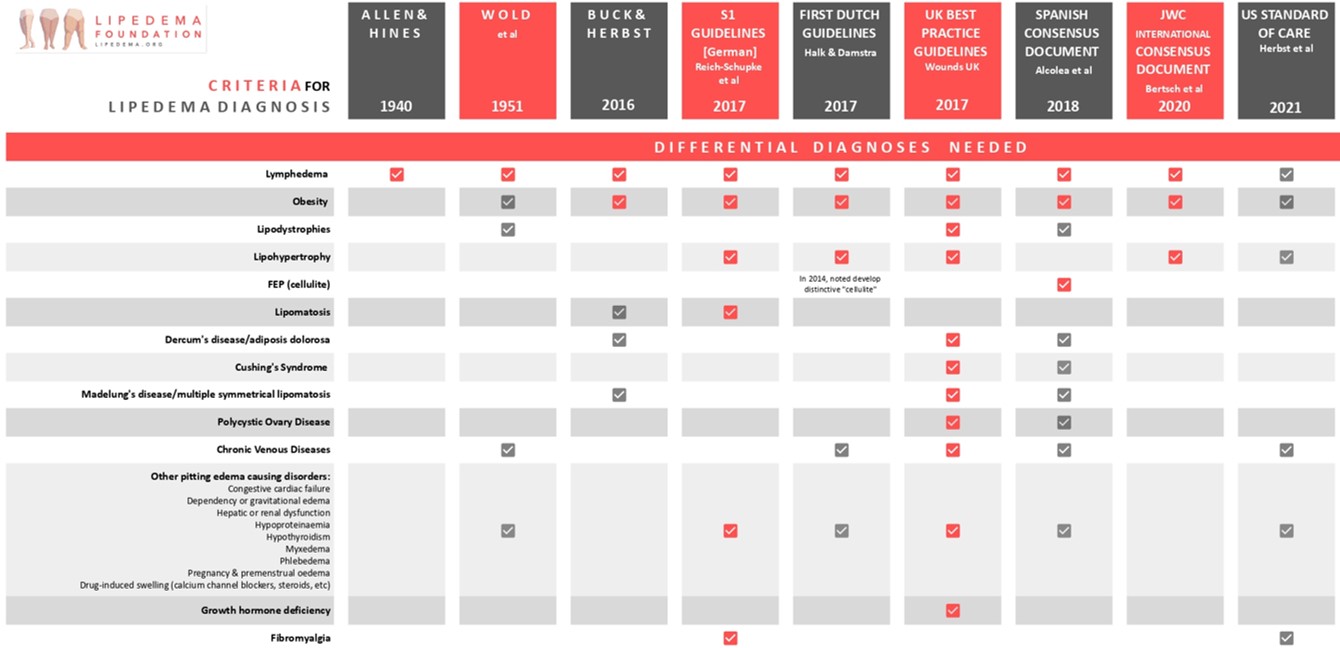 LIPEDEMA
FOUNDATION
LIPEDEMA.ORG
CRITERIA FOR
LIPEDEMA DIAGNOSIS
ALLEN &
HINES
1940
WOLD
et al
1951
BUCK &
HERBST
2016
S1
GUIDELINES
[German]
Reich-Schupke
et al
2017
FIRST DUTCH
GUIDELINES
Halk & Damstra
2017
UK BEST
PRACTICE
GUIDELINES
Wounds UK
2017
SPANISH
CONSENSUS
DOCUMENT
Alcolea et al
2018
JWC
INTERNATIONAL
CONSENSUS
DOCUMENT
Bertsch et al
2020
US STANDARD
OF CARE
Herbst et al
2021
DIFFERENTIAL DIAGNOSES NEEDED
Lymphedema
Obesity
Lipodystrophies
Lipohypertrophy
FEP (cellulite)
In 2014, noted develop
distinctive "cellulite"
Lipomatosis
Dercum's disease/adiposis dolorosa
Cushing's Syndrome
Madelung's disease/multiple symmetrical lipomatosis
Polycystic Ovary Disease
Chronic Venous Diseases
Other pitting edema causing disorders:
Congestive cardiac failure
Dependency or gravitational edema
Hepatic or renal dysfunction
Hypoproteinaemia
Hypothyroidism
Myxedema
Phlebedema
Pregnancy & premenstrual oedema
Drug-induced swelling (calcium channel blockers, steroids, etc)
Growth hormone deficiency
Fibromyalgia